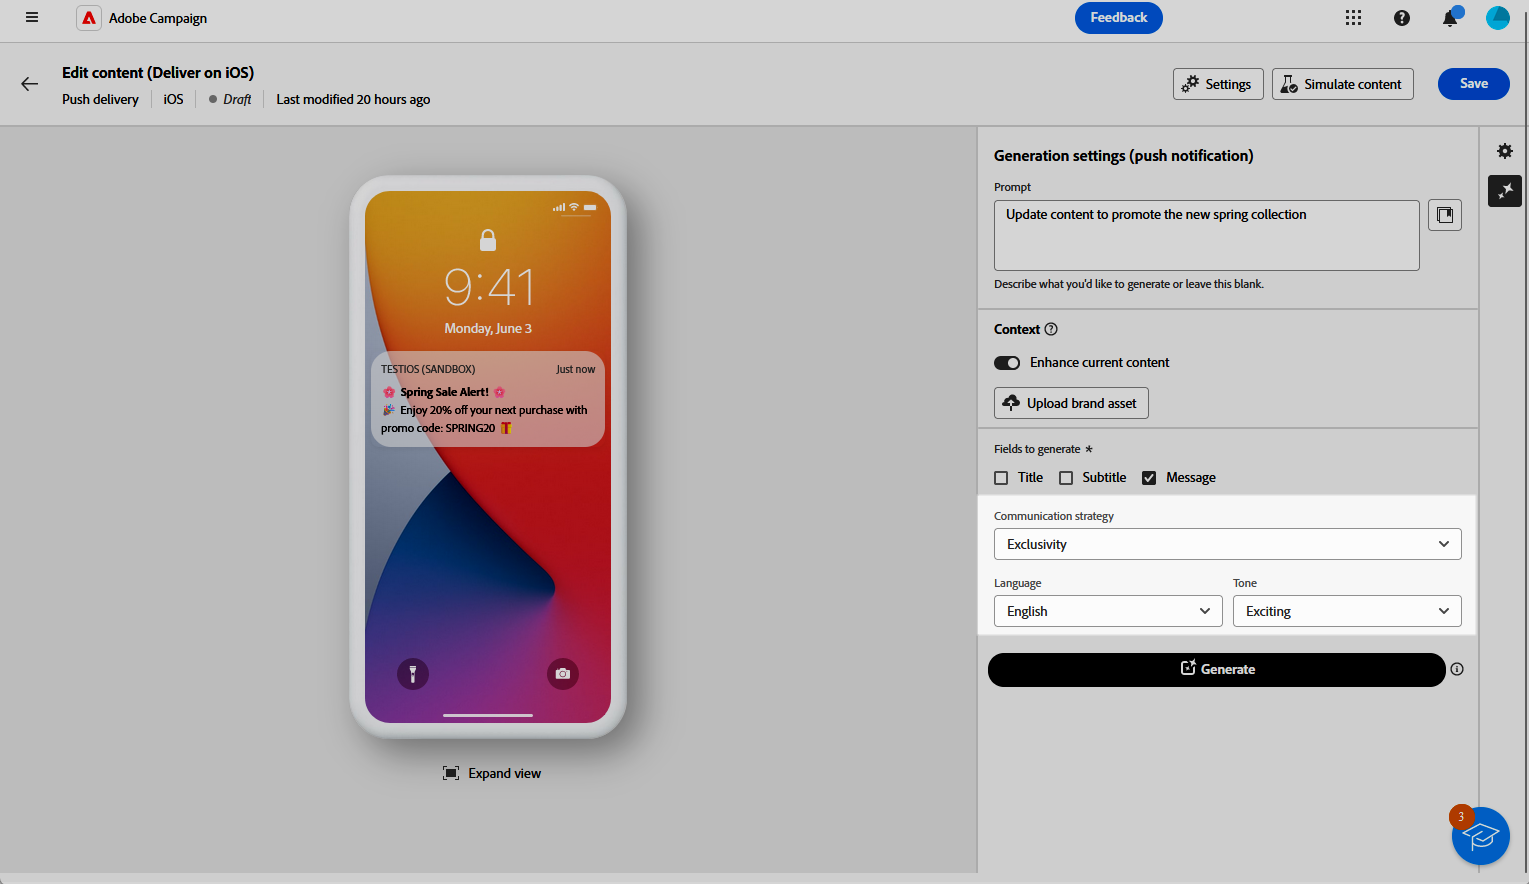 Adobe Campaign
Feedback
Edit content (Deliver on iOS)
Push delivery iOS Draft Last modified 20 hours ago
Settings
Simulate content
Save
9:41
Monday, June 3
TESTIOS (SANDBOX) Just now
🌸 Spring Sale Alert! 🌸
🎉 Enjoy 20% off your next purchase with
promo code: SPRING20 🎁
Expand view
Generation settings (push notification)
Prompt
Update content to promote the new spring collection
Describe what you'd like to generate or leave this blank.
Context
Enhance current content
Upload brand asset
Fields to generate *
Title Subtitle Message
Communication strategy
Exclusivity
Language Tone
English Exciting
Generate
3